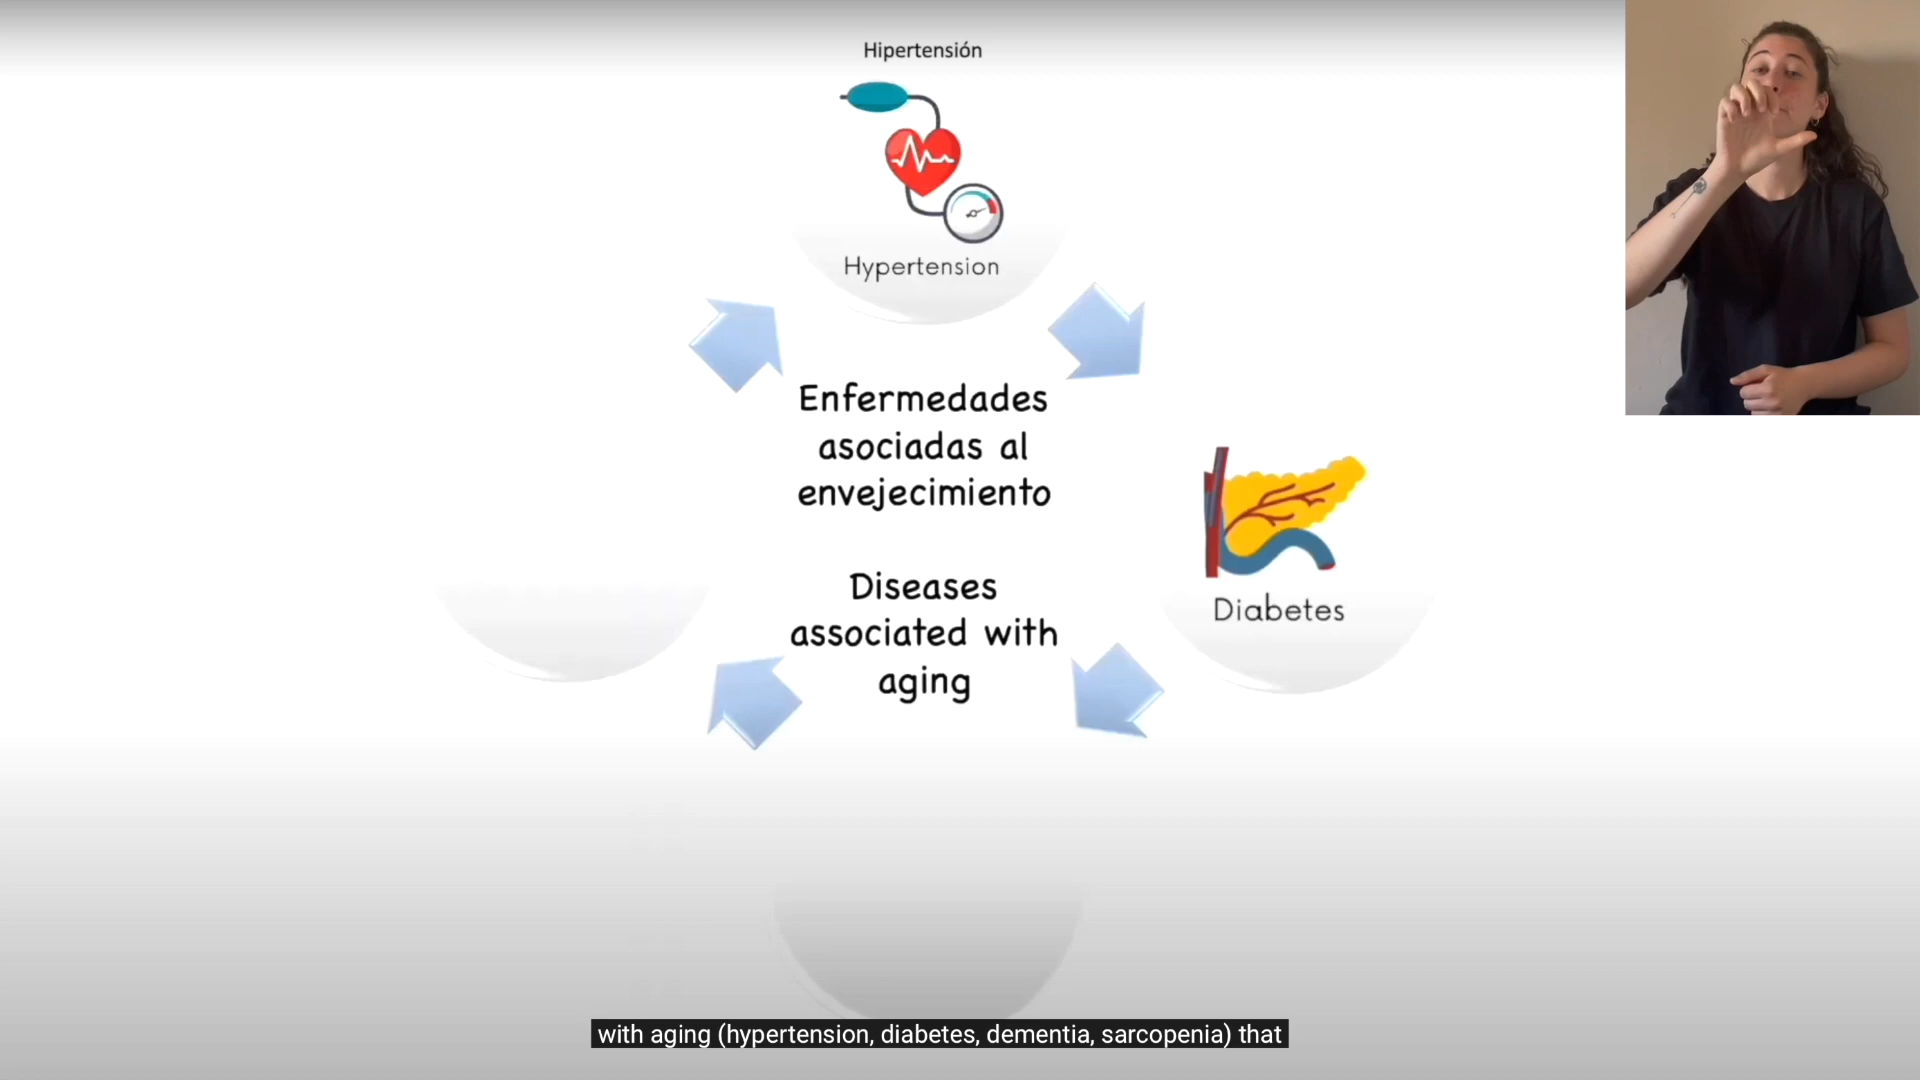 Hipertensión
Hypertension
Enfermedades
asociadas al
envejecimiento
Diseases
associated with
aging
Diabetes
with aging (hypertension, diabetes, dementia, sarcopenia) that